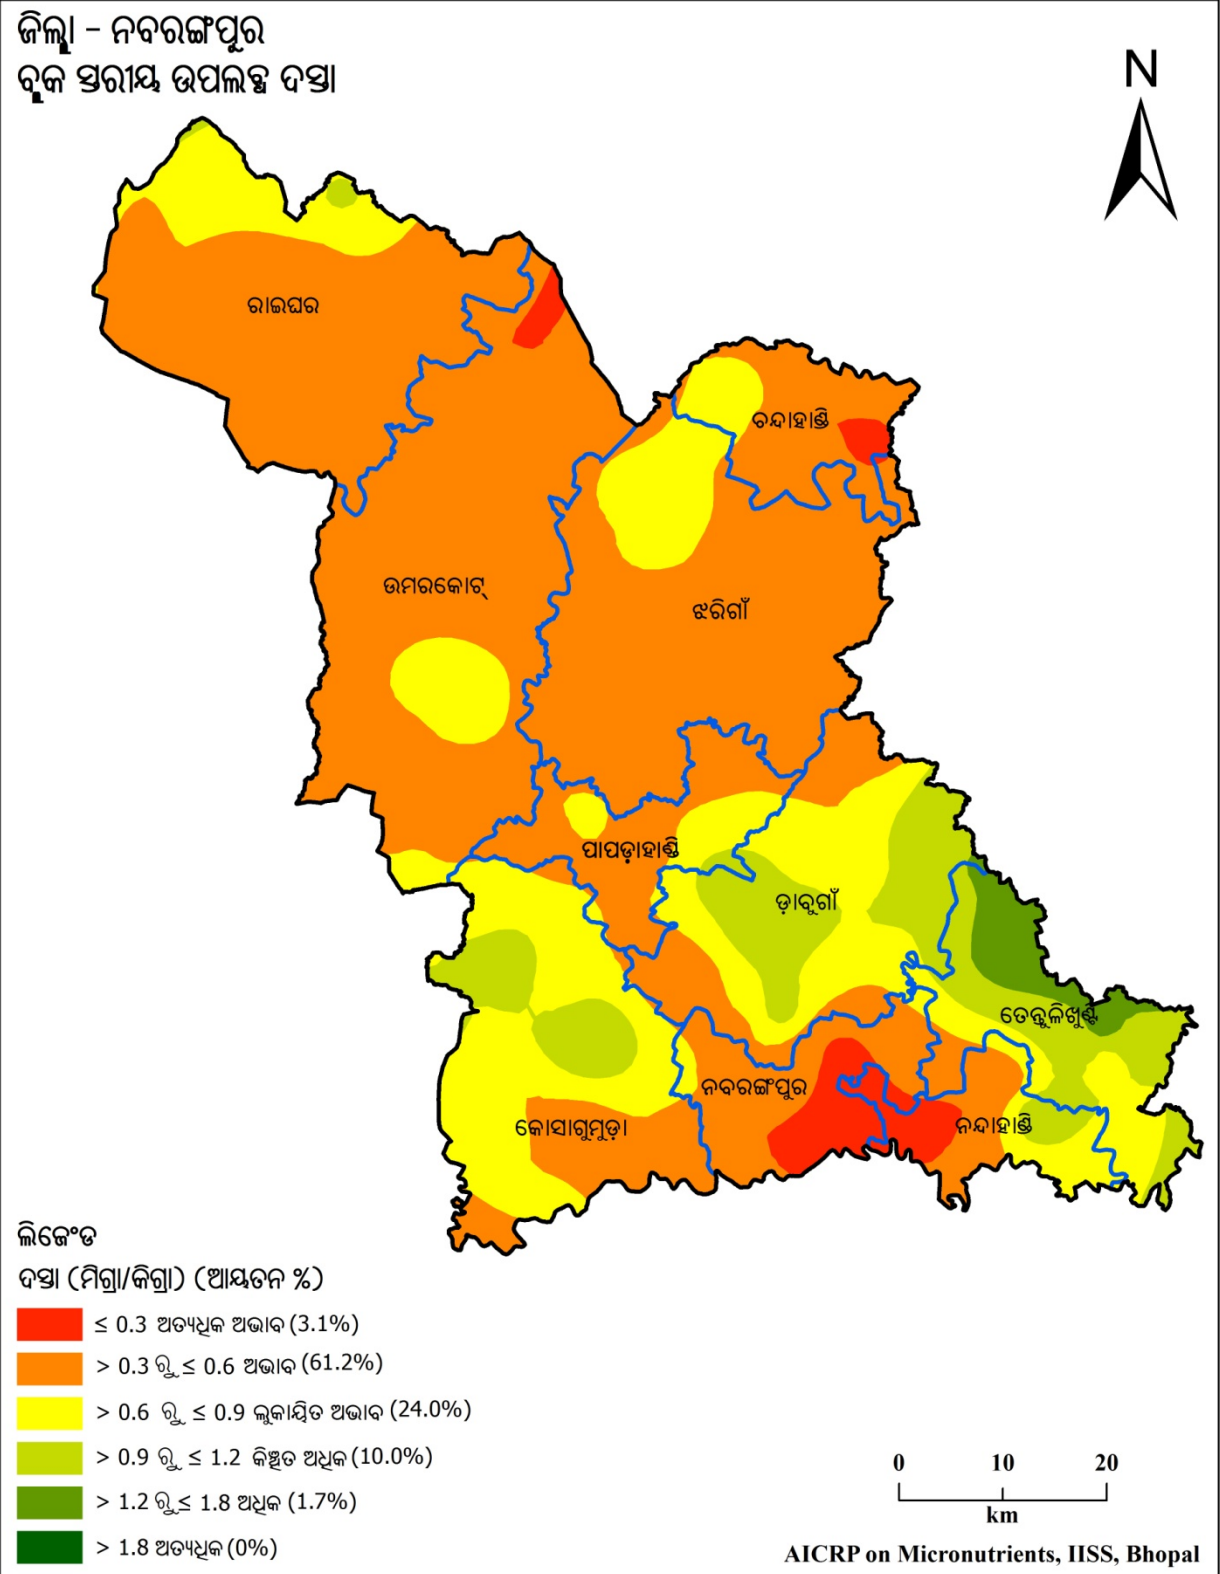 ଜିଲ୍ଲା - ନବରଙ୍ଗପୁର
ବ୍ଲକ ସ୍ତରୀୟ ଉପଲବ୍ଧ ଦସ୍ତା
N
ରାଇଘର
ଚନ୍ଦାହାଣ୍ଡି
ଉମରକୋଟ୍
ଝରିଗାଁ
ପାପଡ଼ାହାଣ୍ଡି
ଡ଼ାବୁଗାଁ
ତେନ୍ତୁଳିଖୁଣ୍ଟି
ନବରଙ୍ଗପୁର
କୋସାଗୁମୁଡ଼ା
ନନ୍ଦାହାଣ୍ଡି
ଲିଜେଂଡ
ଦସ୍ତା (ମିଗ୍ରା/କିଗ୍ରା) (ଆୟତନ %)
≤ 0.3 ଅତ୍ୟଧିକ ଅଭାବ (3.1%)
> 0.3 ରୁ ≤ 0.6 ଅଭାବ (61.2%)
> 0.6 ରୁ ≤ 0.9 ଲୁକାୟିତ ଅଭାବ (24.0%)
> 0.9 ରୁ ≤ 1.2 କିଞ୍ଚିତ ଅଧିକ (10.0%)
> 1.2 ରୁ ≤ 1.8 ଅଧିକ (1.7%)
> 1.8 ଅତ୍ୟଧିକ (0%)
0 10 20
km
AICRP on Micronutrients, IISS, Bhopal